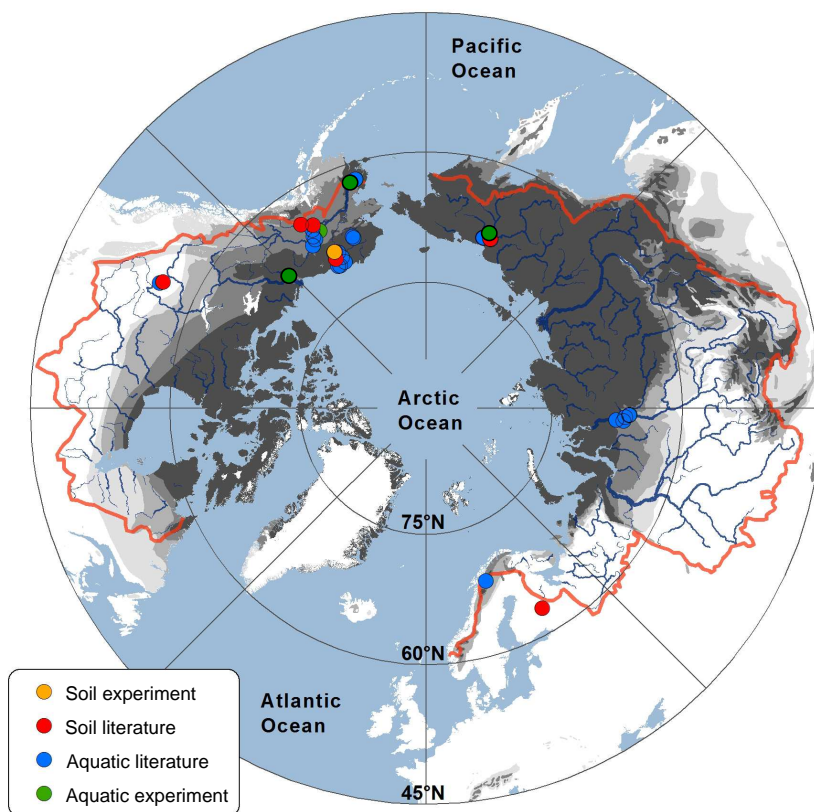 Pacific
Ocean
Arctic
Ocean
75°N
60°N
Atlantic
Ocean
45°N
Soil experiment
Soil literature
Aquatic literature
Aquatic experiment